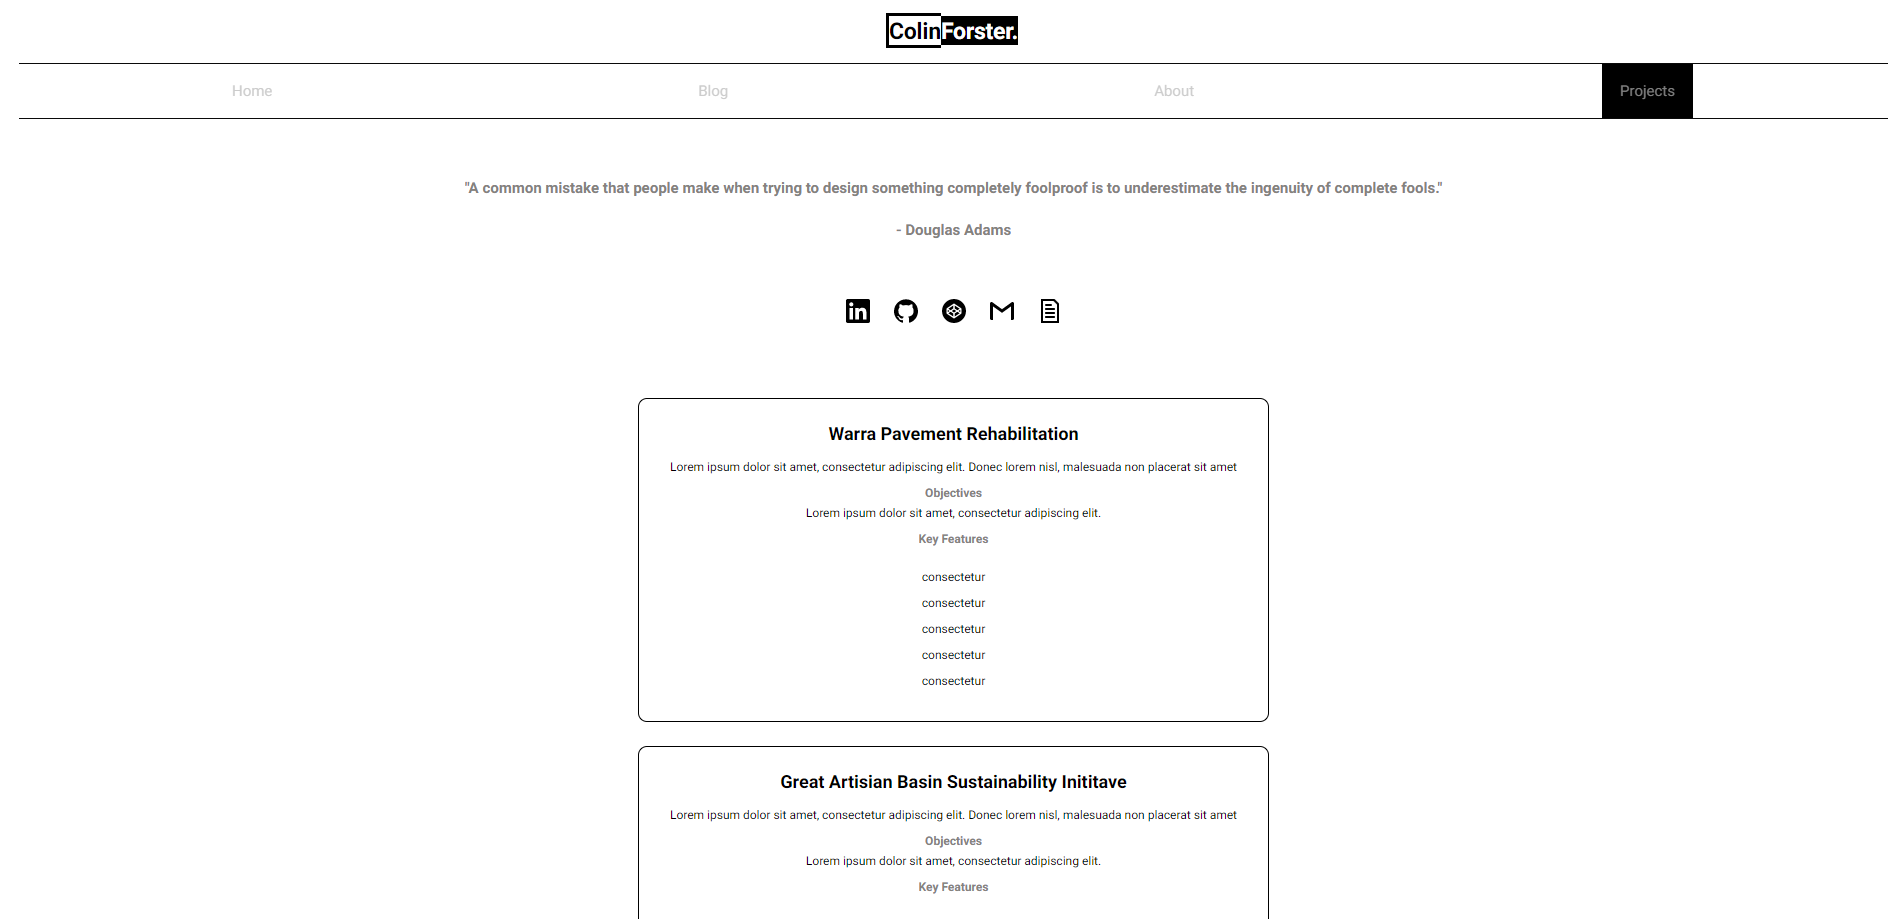 ColinForster.
Home Blog About Projects
"A common mistake that people make when trying to design something completely foolproof is to underestimate the ingenuity of complete fools."
- Douglas Adams
Warra Pavement Rehabilitation
Lorem ipsum dolor sit amet, consectetur adipiscing elit. Donec lorem nisl, malesuada non placerat sit amet
Objectives
Lorem ipsum dolor sit amet, consectetur adipiscing elit.
Key Features
consectetur
consectetur
consectetur
consectetur
consectetur
Great Artisian Basin Sustainability Inititave
Lorem ipsum dolor sit amet, consectetur adipiscing elit. Donec lorem nisl, malesuada non placerat sit amet
Objectives
Lorem ipsum dolor sit amet, consectetur adipiscing elit.
Key Features